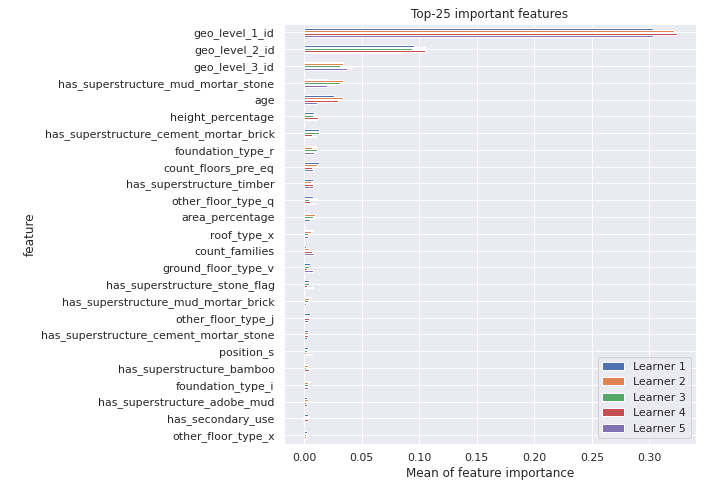 Top-25 important features
geo_level_1_id
geo_level_2_id
geo_level_3_id
has_superstructure_mud_mortar_stone
age
height_percentage
has_superstructure_cement_mortar_brick
foundation_type_r
count_floors_pre_eq
has_superstructure_timber
other_floor_type_q
area_percentage
roof_type_x
count_families
ground_floor_type_v
has_superstructure_stone_flag
has_superstructure_mud_mortar_brick
other_floor_type_j
has_superstructure_cement_mortar_stone
position_s
has_superstructure_bamboo
foundation_type_i
has_superstructure_adobe_mud
has_secondary_use
other_floor_type_x
feature
Learner 1
Learner 2
Learner 3
Learner 4
Learner 5
0.00 0.05 0.10 0.15 0.20 0.25 0.30
Mean of feature importance